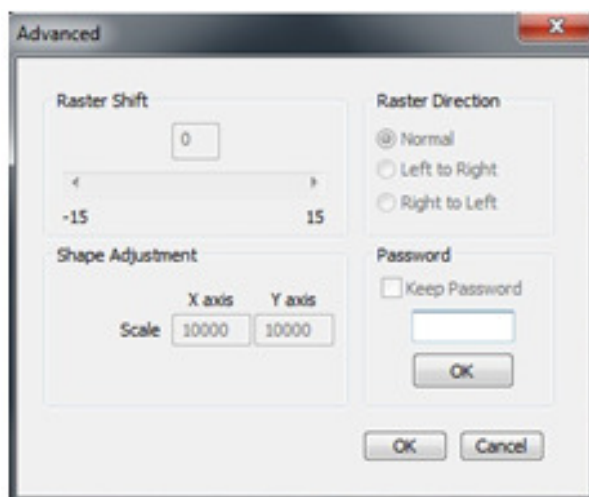 Advanced
Raster Shift
0
-15 15
Raster Direction
Normal
Left to Right
Right to Left
Shape Adjustment
X axis Y axis
Scale 10000 10000
Password
Keep Password
OK
OK Cancel